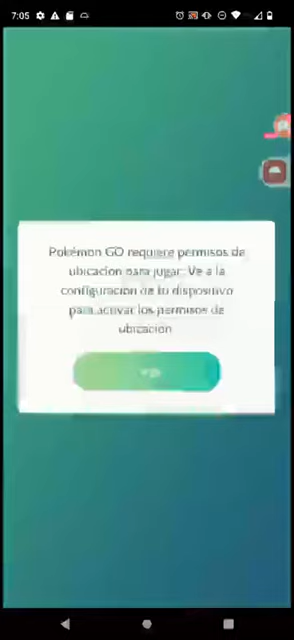 7:05
Pokémon GO requiere permisos de
ubicación para jugar. Ve a la
configuración de tu dispositivo
para activar los permisos de
ubicación